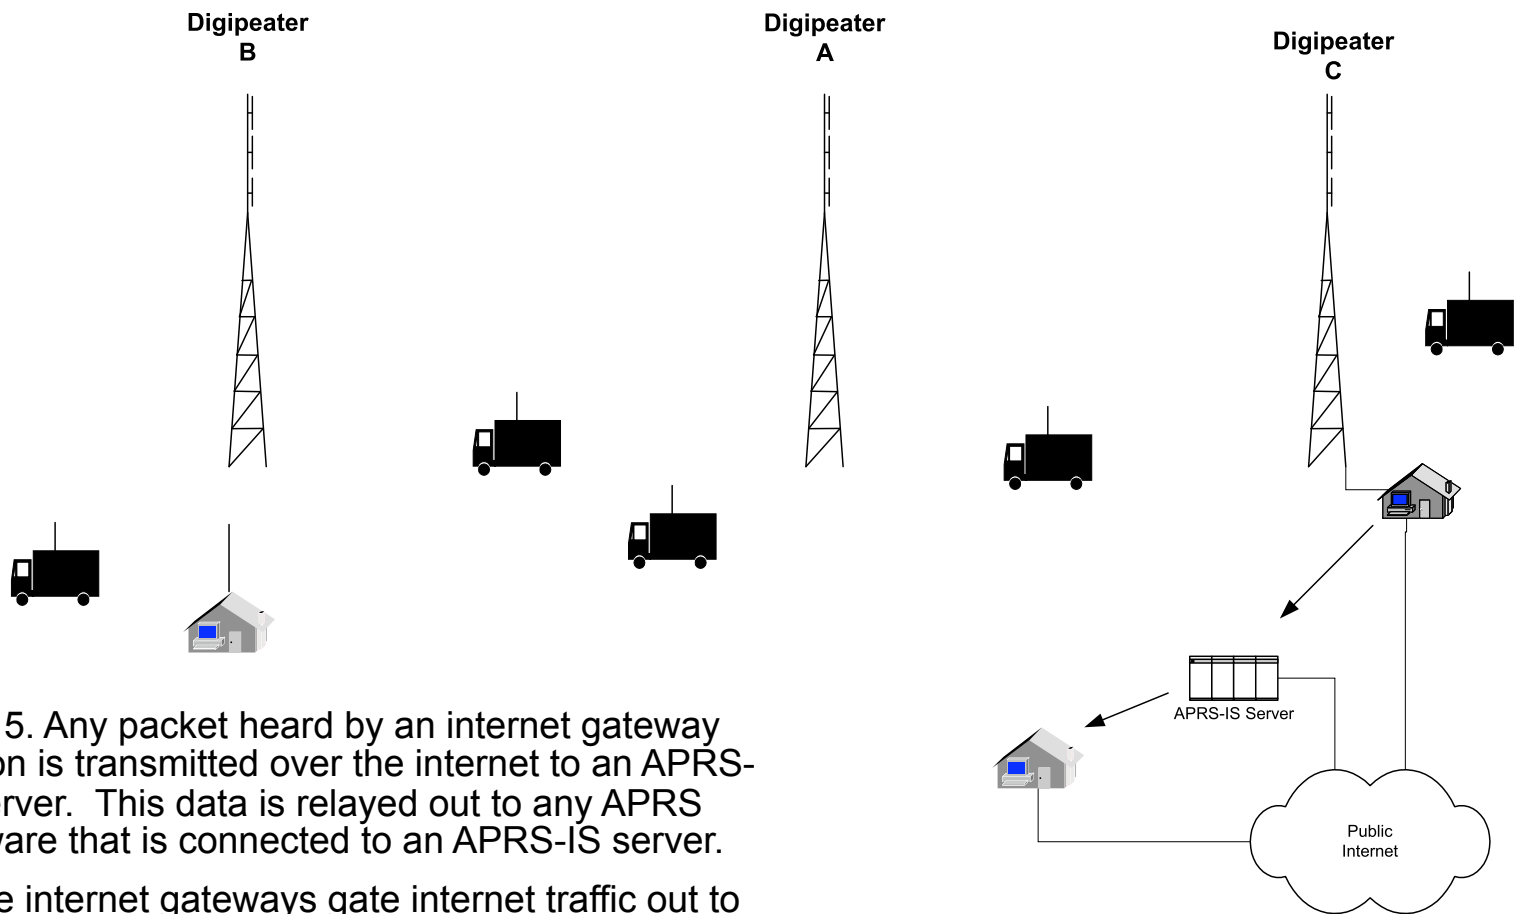 Digipeater
B
Digipeater
A
Digipeater
C
APRS-IS Server
Public
Internet
5. Any packet heard by an internet gateway
on is transmitted over the internet to an APRS-
rver.  This data is relayed out to any APRS
are that is connected to an APRS-IS server.
e internet gateways gate internet traffic out to